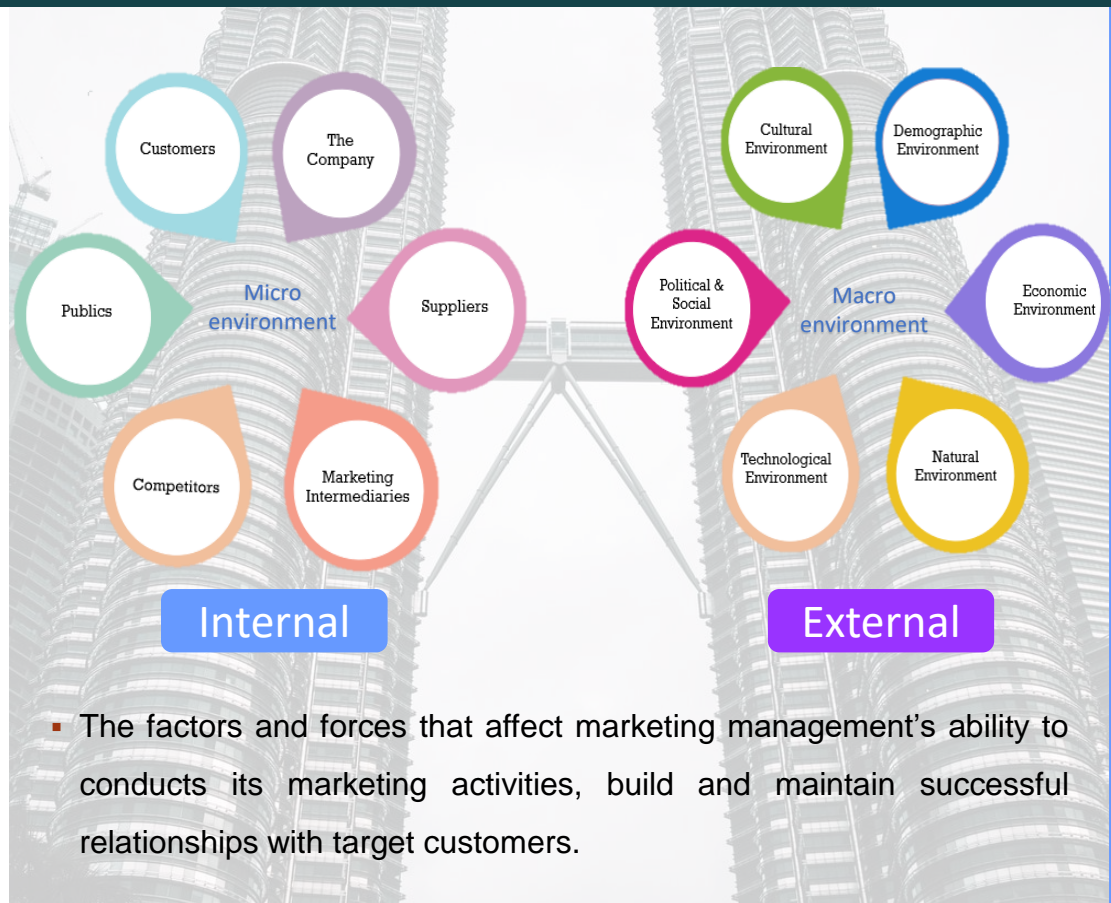 Customers
The
Company
Suppliers
Marketing
Intermediaries
Competitors
Publics
Micro
environment
Internal
Cultural
Environment
Demographic
Environment
Economic
Environment
Natural
Environment
Technological
Environment
Political &
Social
Environment
Macro
environment
External
▪ The factors and forces that affect marketing management’s ability to
conducts its marketing activities, build and maintain successful
relationships with target customers.